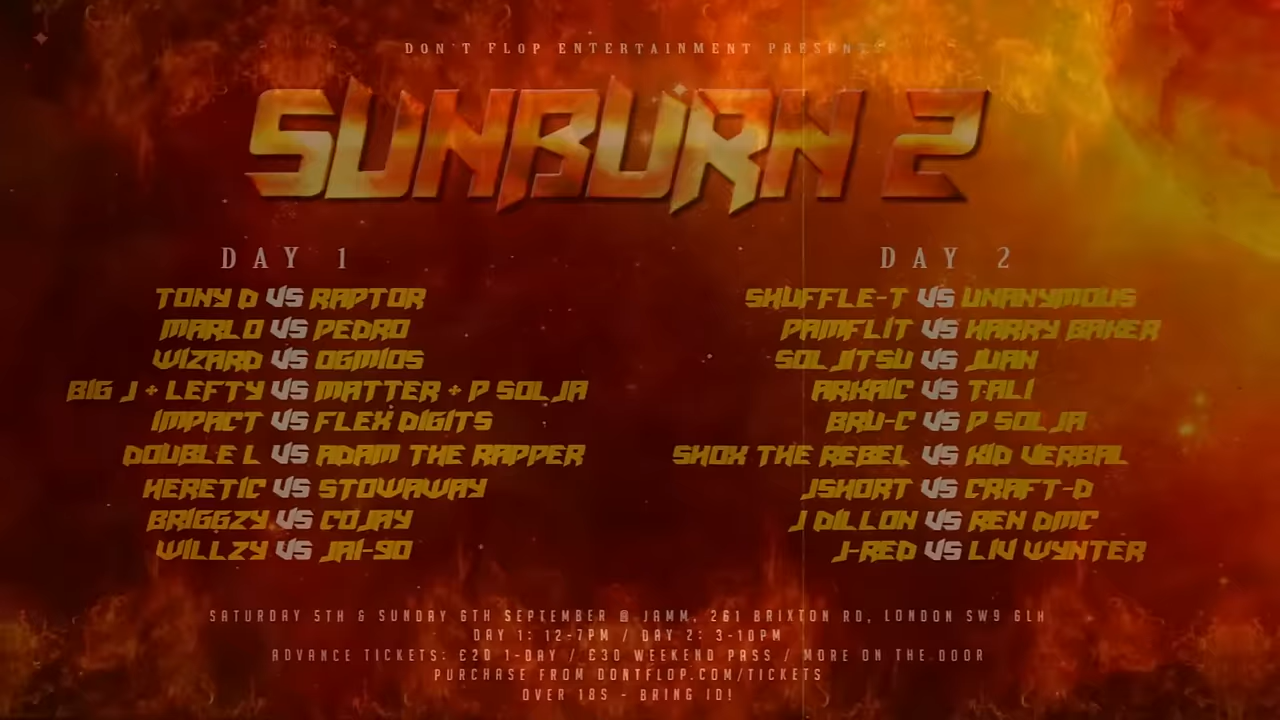 DON'T FLOP ENTERTAINMENT PRESENTS
SUNBURN 2
DAY 1
TONY D VS RAPTOR
MARLO VS PEDRO
WIZARD VS OGMIOS
BIG J + LEFTY VS MATTER + P SOLJA
IMPACT VS FLEX DIGITS
DOUBLE L VS ADAM THE RAPPER
HERETIC VS STOWAWAY
BRIGGZY VS COJAY
WILLZY VS JAI-90
DAY 2
SHUFFLE-T VS UNANYMOUS
PAMFLIT VS HARRY BAKER
SOLJITSU VS JUAN
ARKAIC VS TALI
BRU-C VS P SOLJA
SHOX THE REBEL VS KID VERBAL
JSHORT VS CRAFT-D
J DILLON VS REN DMC
J-RED VS LIV WYNTER
SATURDAY 5TH & SUNDAY 6TH SEPTEMBER @ JAMM, 261 BRIXTON RD, LONDON SW9 6LH
DAY 1: 12-7PM / DAY 2: 3-10PM
ADVANCE TICKETS: £20 1-DAY / £30 WEEKEND PASS / MORE ON THE DOOR
PURCHASE FROM DONTFLOP.COM/TICKETS
OVER 18S - BRING ID!